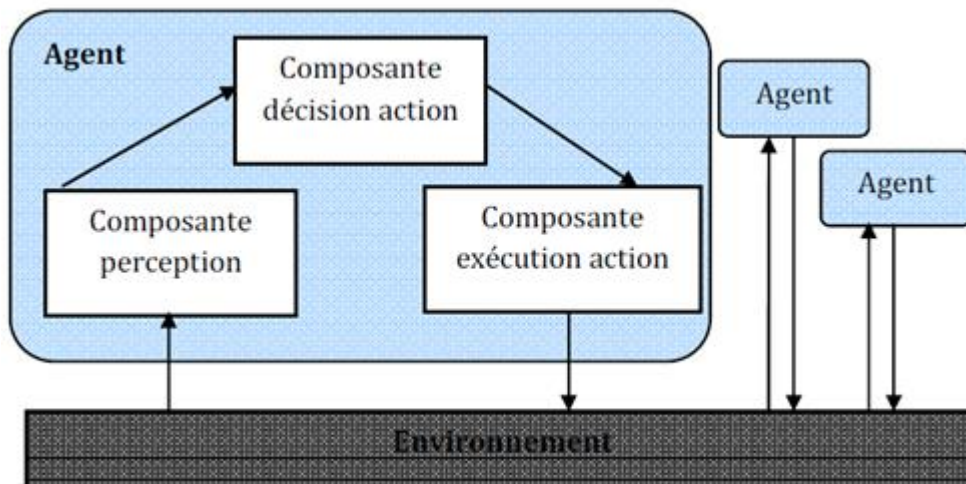 Agent
Composante
décision action
Composante
perception
Composante
exécution action
Agent
Agent
Environnement